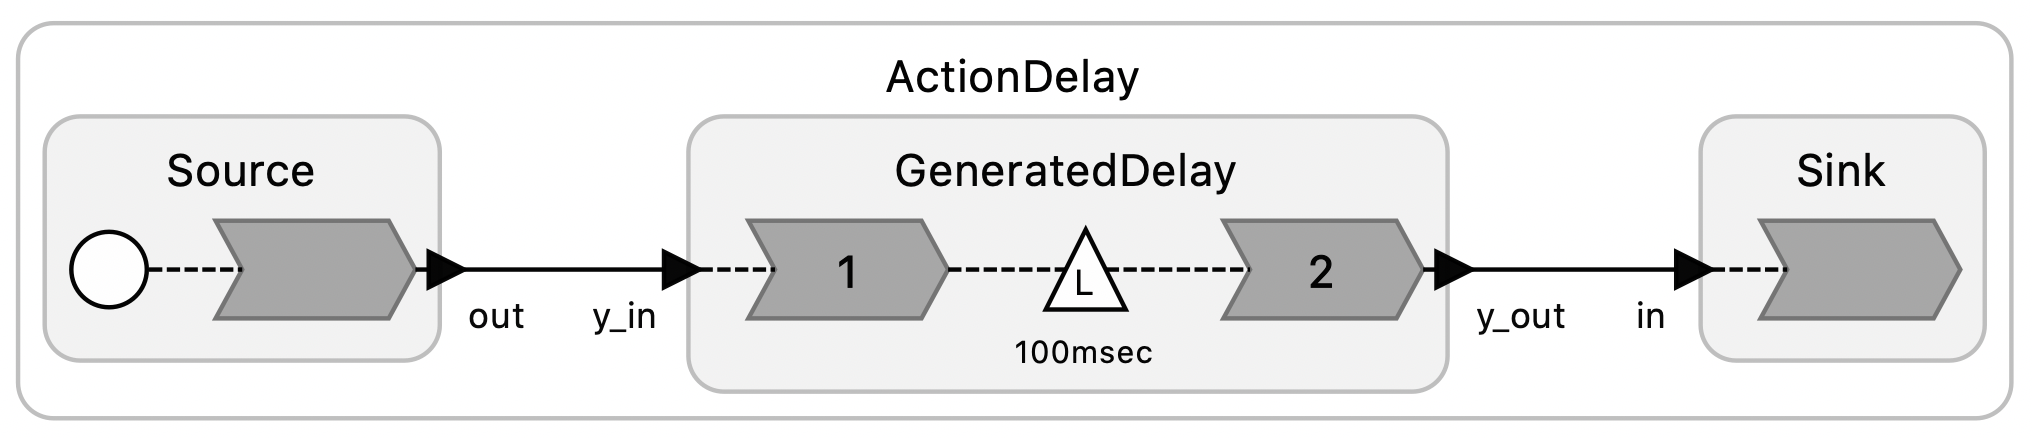 ActionDelay
Source
GeneratedDelay
Sink
1
L
2
out
y_in
y_out
in
100msec